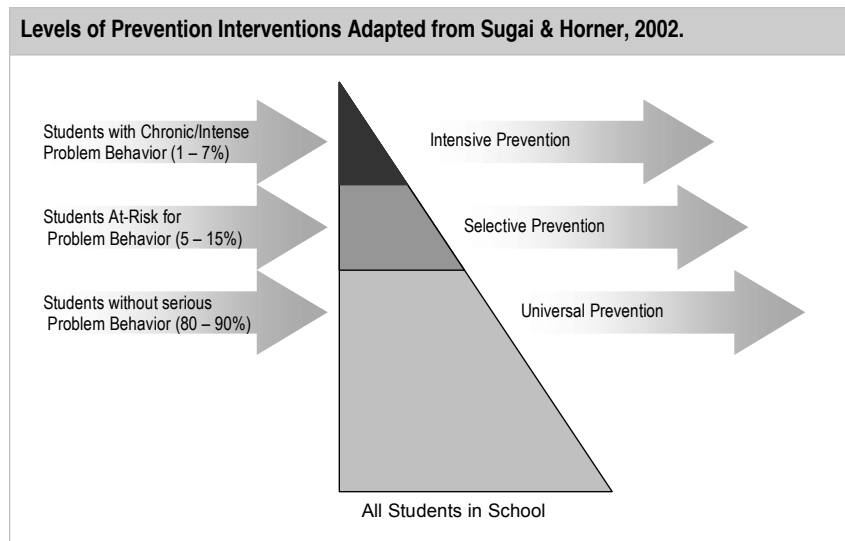 Levels of Prevention Interventions Adapted from Sugai & Horner, 2002.
Students with Chronic/Intense
Problem Behavior (1 – 7%)
Intensive Prevention
Students At-Risk for
Problem Behavior (5 – 15%)
Selective Prevention
Students without serious
Problem Behavior (80 – 90%)
Universal Prevention
All Students in School